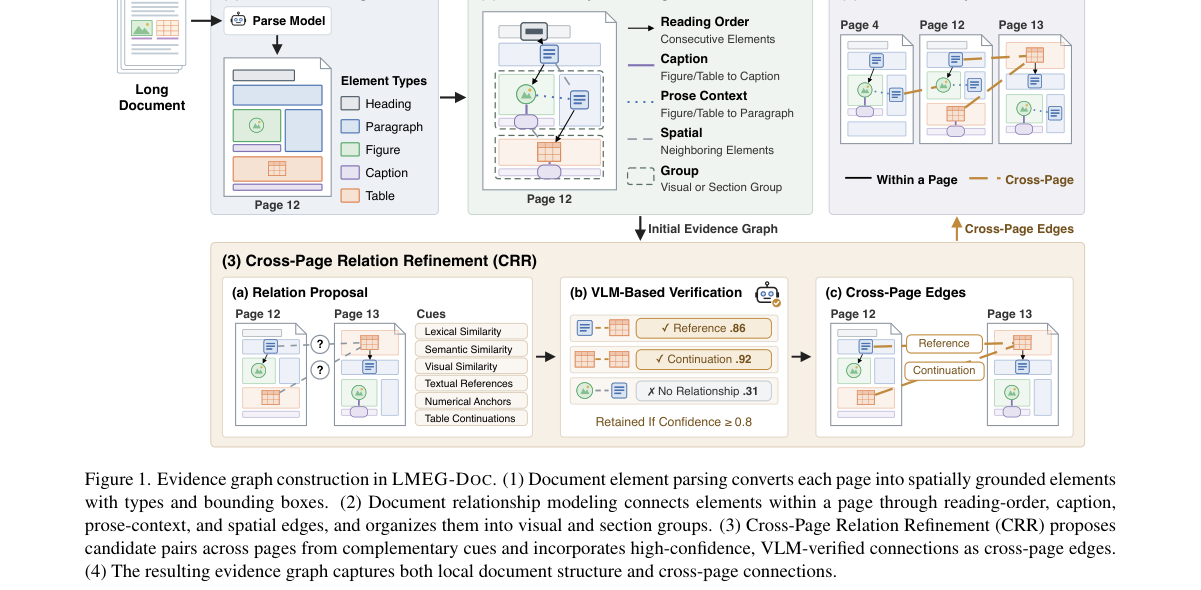 Parse Model
Long
Document
Element Types
Heading
Paragraph
Figure
Caption
Table
Page 12
Reading Order
Consecutive Elements
Caption
Figure/Table to Caption
Prose Context
Figure/Table to Paragraph
Spatial
Neighboring Elements
Group
Visual or Section Group
Page 12
Page 4
Page 12
Page 13
Within a Page
Cross-Page
Initial Evidence Graph
Cross-Page Edges
(3) Cross-Page Relation Refinement (CRR)
(a) Relation Proposal
Page 12
Page 13
?
?
Cues
Lexical Similarity
Semantic Similarity
Visual Similarity
Textual References
Numerical Anchors
Table Continuations
(b) VLM-Based Verification
✓ Reference .86
✓ Continuation .92
✗ No Relationship .31
Retained If Confidence ≥ 0.8
(c) Cross-Page Edges
Page 12
Page 13
Reference
Continuation
Figure 1. Evidence graph construction in LMEG-DOC. (1) Document element parsing converts each page into spatially grounded elements
with types and bounding boxes. (2) Document relationship modeling connects elements within a page through reading-order, caption,
prose-context, and spatial edges, and organizes them into visual and section groups. (3) Cross-Page Relation Refinement (CRR) proposes
candidate pairs across pages from complementary cues and incorporates high-confidence, VLM-verified connections as cross-page edges.
(4) The resulting evidence graph captures both local document structure and cross-page connections.